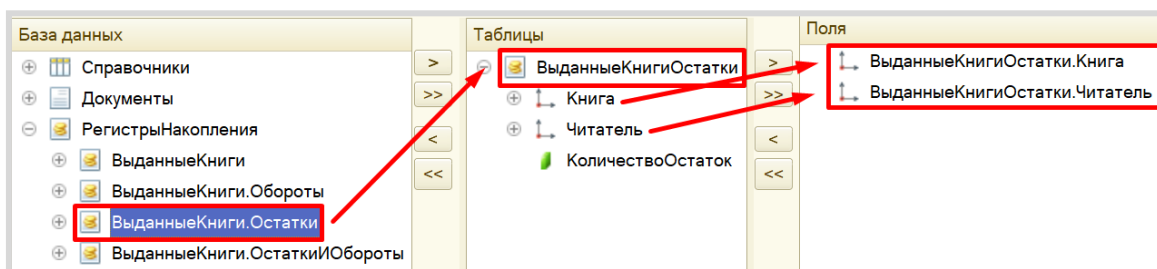 База данных
Справочники
Документы
РегистрыНакопления
ВыданныеКниги
ВыданныеКниги.Обороты
ВыданныеКниги.Остатки
ВыданныеКниги.ОстаткиИОбороты
>
>>
<
<<
Таблицы
ВыданныеКнигиОстатки
Книга
Читатель
КоличествоОстаток
>
>>
<
<<
Поля
ВыданныеКнигиОстатки.Книга
ВыданныеКнигиОстатки.Читатель